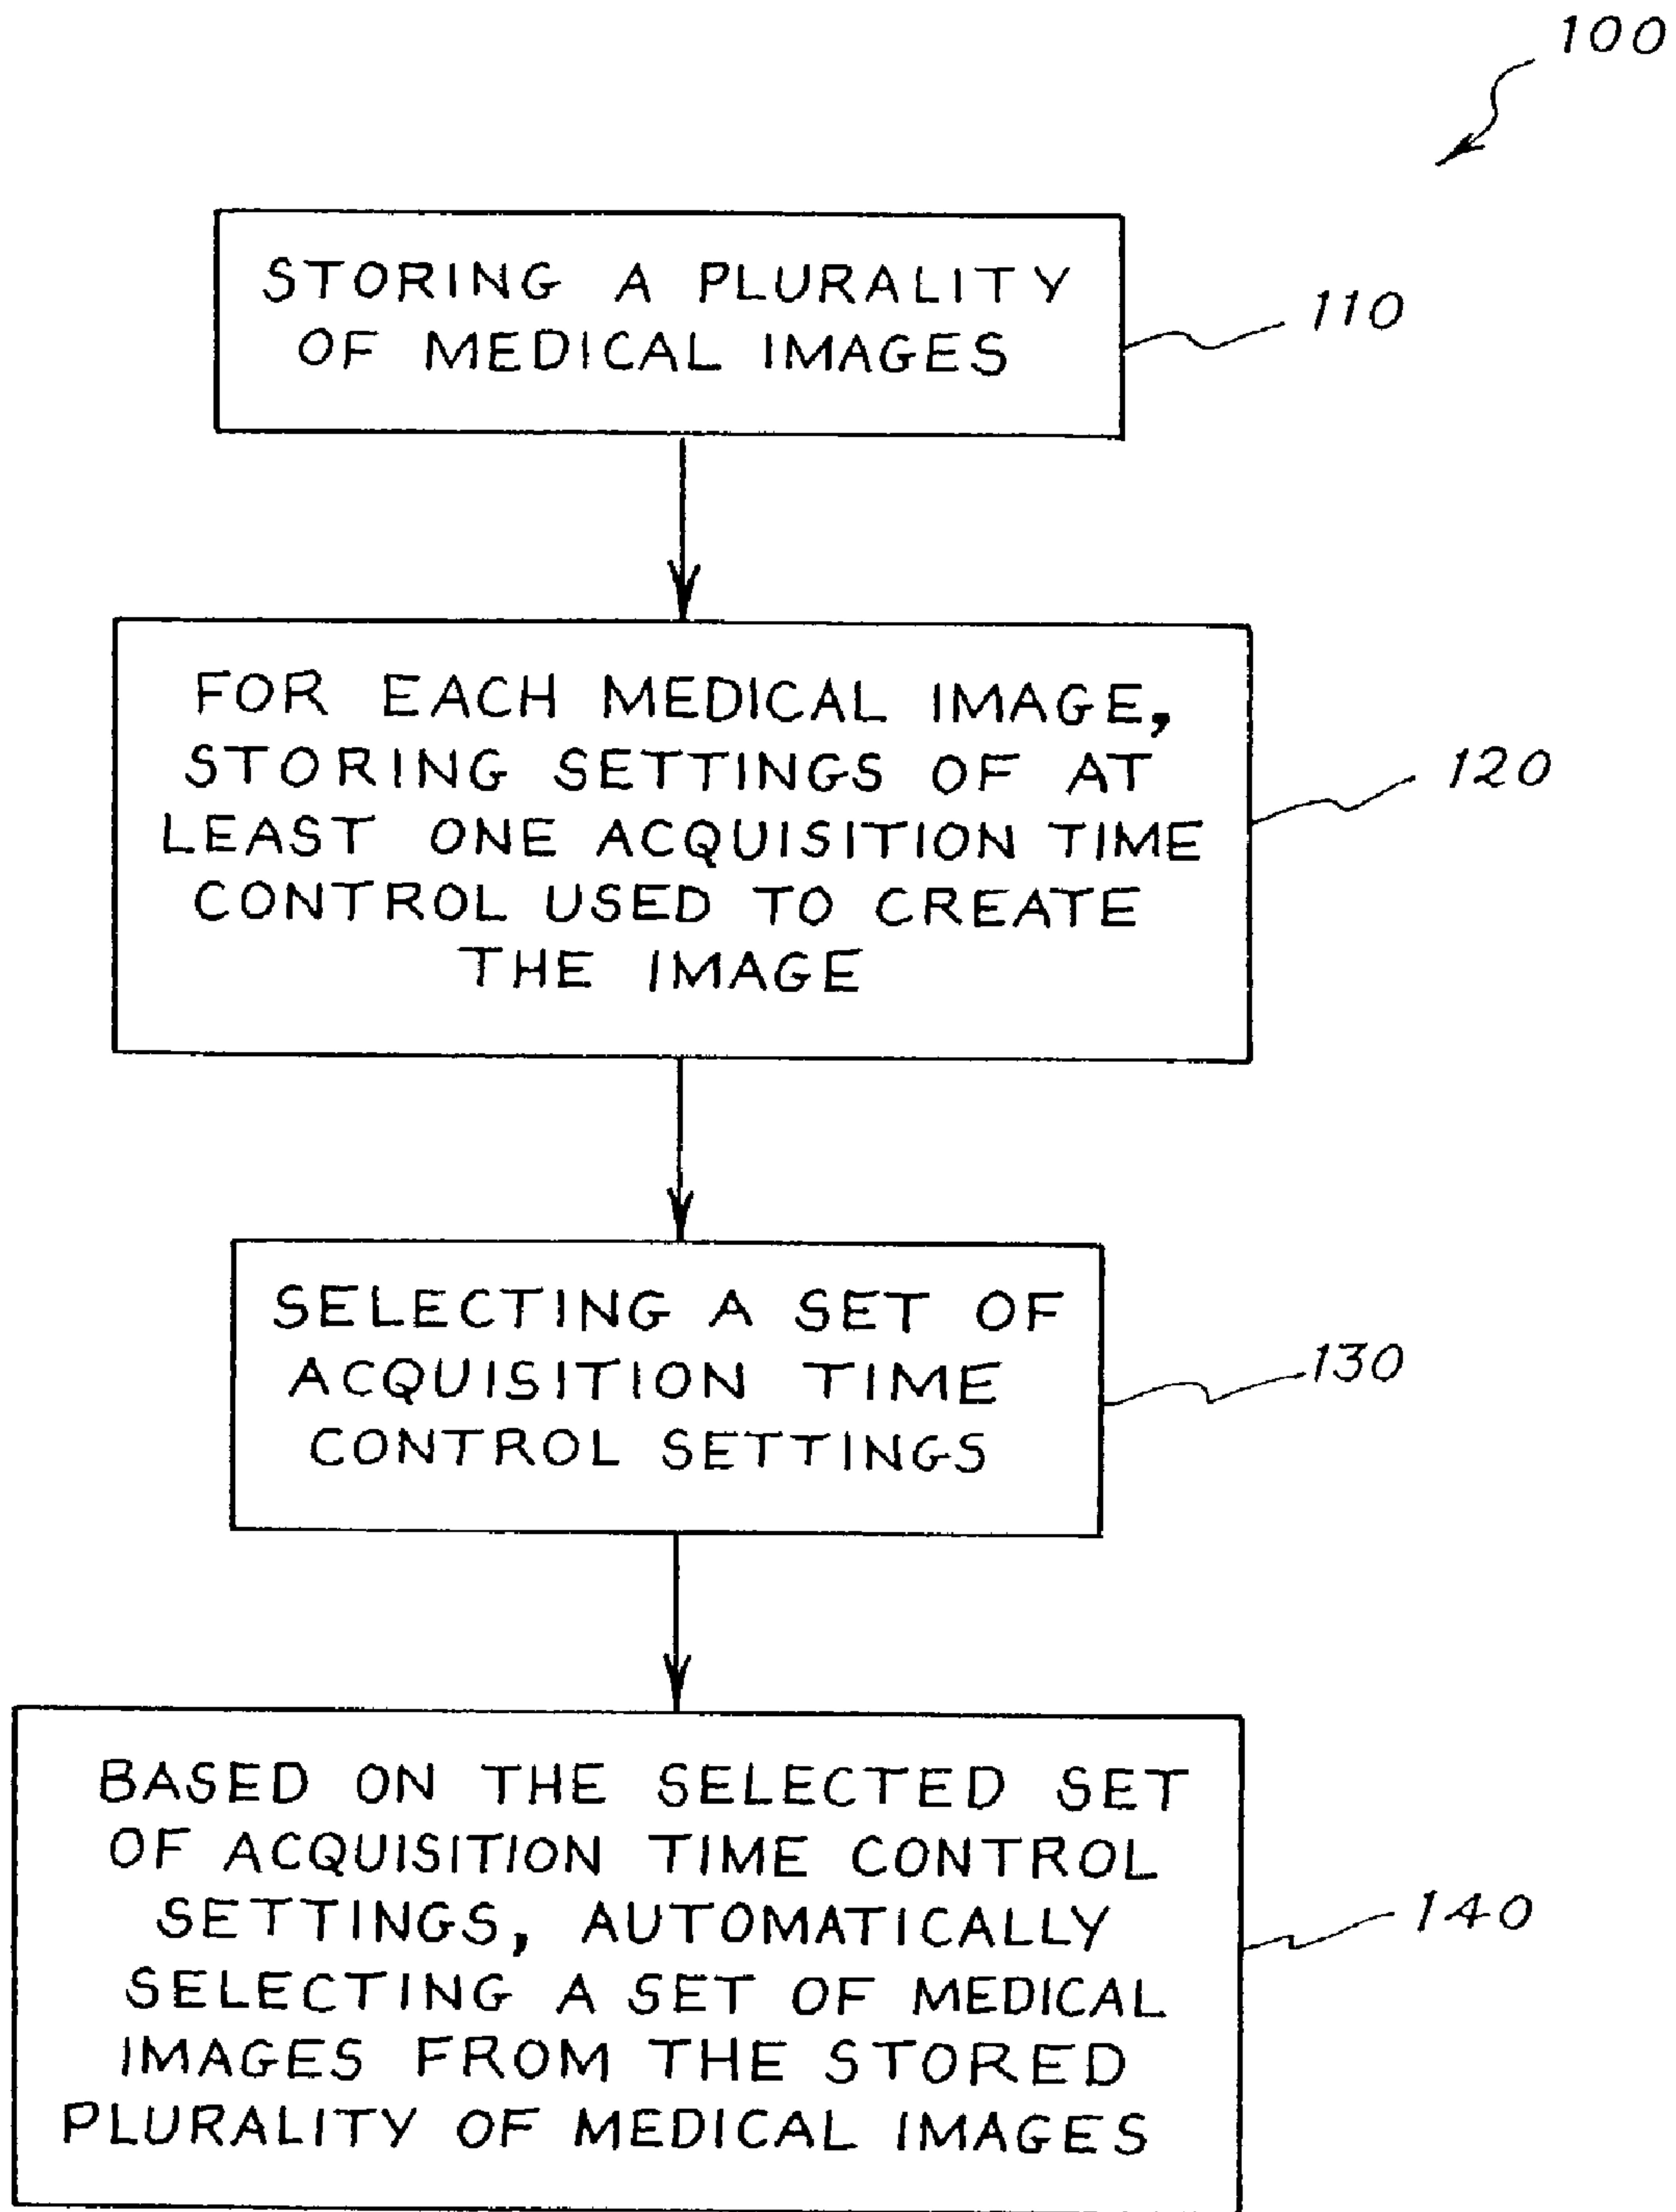 100
STORING A PLURALITY
OF MEDICAL IMAGES
110
FOR EACH MEDICAL IMAGE,
STORING SETTINGS OF AT
LEAST ONE ACQUISITION TIME
CONTROL USED TO CREATE
THE IMAGE
120
SELECTING A SET OF
ACQUISITION TIME
CONTROL SETTINGS
130
BASED ON THE SELECTED SET
OF ACQUISITION TIME CONTROL
SETTINGS, AUTOMATICALLY
SELECTING A SET OF MEDICAL
IMAGES FROM THE STORED
PLURALITY OF MEDICAL IMAGES
140